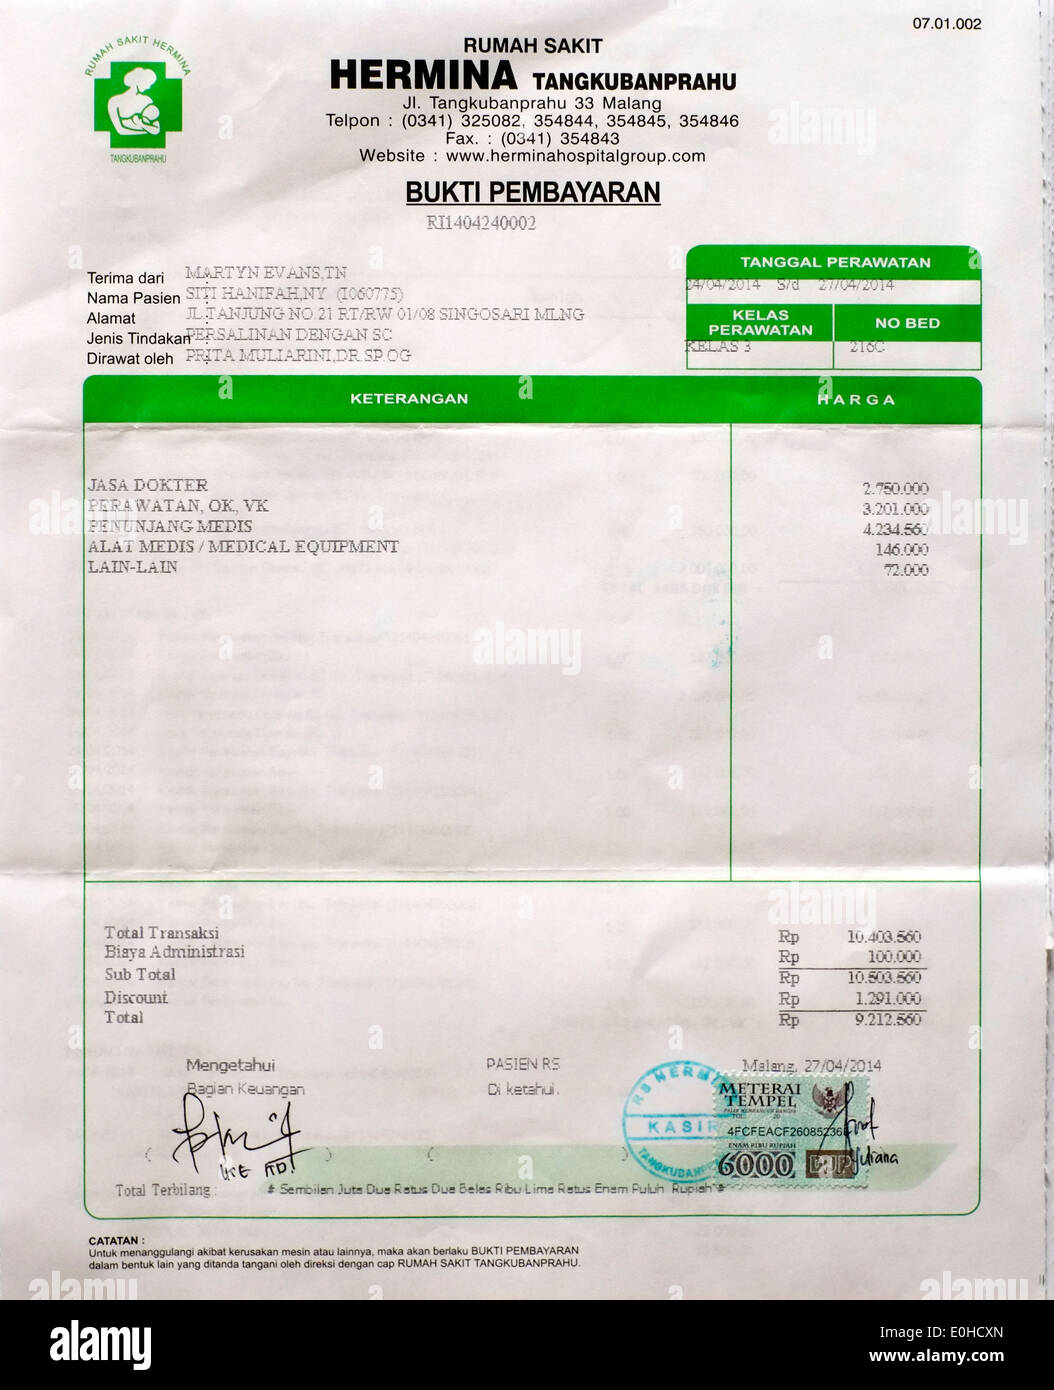 07.01.002
RUMAH SAKIT HERMINA
TANGKUBANPRAHU
RUMAH SAKIT
HERMINA TANGKUBANPRAHU
Jl. Tangkubanprahu 33 Malang
Telpon : (0341) 325082, 354844, 354845, 354846
Fax. : (0341) 354843
Website : www.herminahospitalgroup.com
BUKTI PEMBAYARAN
RI1404240002
Terima dari : MARTYN EVANS,TN
Nama Pasien : SITI HANIFAH,NY (I060775)
Alamat : JL.TANJUNG NO.21 RT/RW 01/08 SINGOSARI MLNG
Jenis Tindakan : PERSALINAN DENGAN SC
Dirawat oleh : PRITA MULIARINI,DR SP.OG
TANGGAL PERAWATAN
24/04/2014 S/d 27/04/2014
KELAS PERAWATAN NO BED
KELAS 3 216C
KETERANGAN HARGA
JASA DOKTER 2.750.000
PERAWATAN, OK, VK 3.201.000
PENUNJANG MEDIS 4.234.560
ALAT MEDIS / MEDICAL EQUIPMENT 146.000
LAIN-LAIN 72.000
Total Transaksi Rp 10.403.560
Biaya Administrasi Rp 100.000
Sub Total Rp 10.503.560
Discount Rp 1.291.000
Total Rp 9.212.560
Mengetahui PASIEN RS Malang, 27/04/2014
Bagian Keuangan Di ketahui.
RS HERMINA
KASIR
METERAI
TEMPEL
4FCFEACF260852366
ENAM RIBU RUPIAH
6000 DJP
Yuliana
Total Terbilang : # Sembilan Juta Dua Ratus Dua Belas Ribu Lima Ratus Enam Puluh Rupiah #
CATATAN :
Untuk menanggulangi akibat kerusakan mesin atau lainnya, maka akan berlaku BUKTI PEMBAYARAN
dalam bentuk lain yang ditanda tangani oleh direksi dengan cap RUMAH SAKIT TANGKUBANPRAHU.
alamy
Image ID: E0HCXN
www.alamy.com